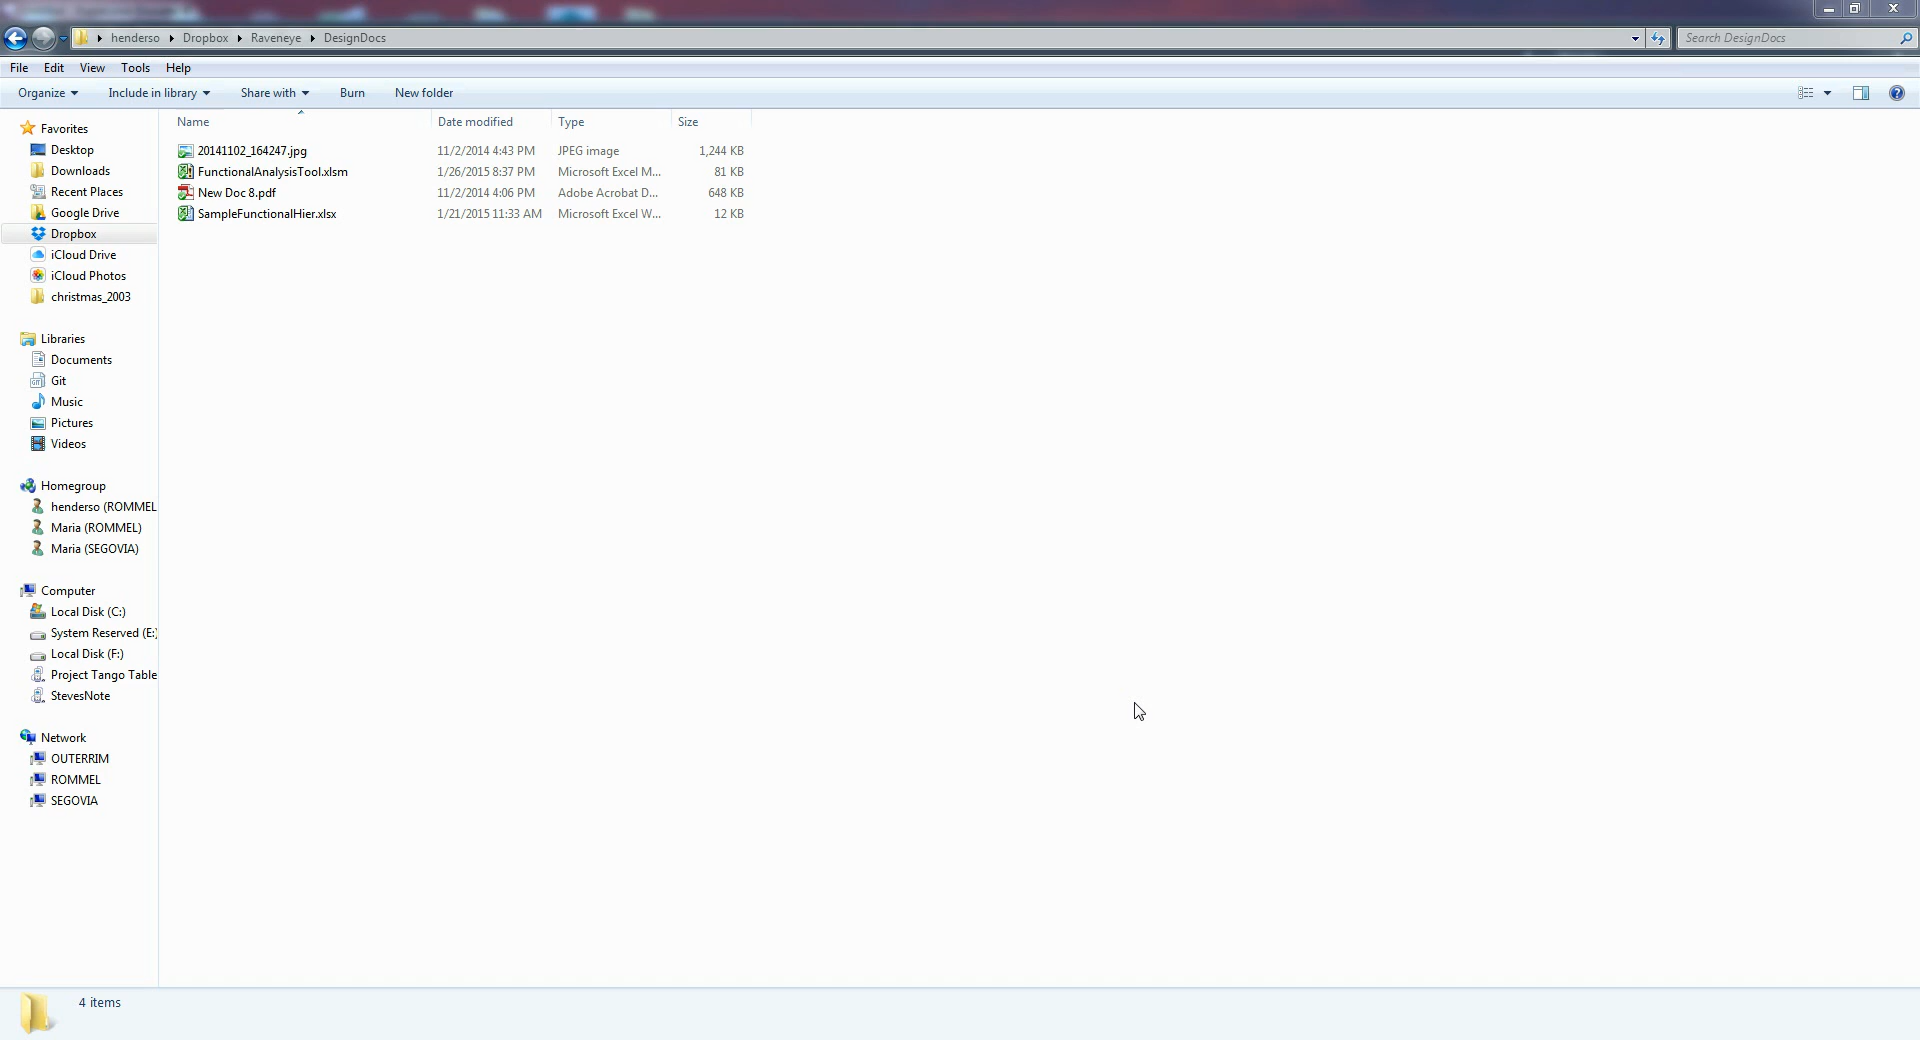 henderso Dropbox Raveneye DesignDocs Search DesignDocs
File Edit View Tools Help
Organize Include in library Share with Burn New folder
Name Date modified Type Size
20141102_164247.jpg 11/2/2014 4:43 PM JPEG image 1,244 KB
FunctionalAnalysisTool.xlsm 1/26/2015 8:37 PM Microsoft Excel M... 81 KB
New Doc 8.pdf 11/2/2014 4:06 PM Adobe Acrobat D... 648 KB
SampleFunctionalHier.xlsx 1/21/2015 11:33 AM Microsoft Excel W... 12 KB
Favorites
Desktop
Downloads
Recent Places
Google Drive
Dropbox
iCloud Drive
iCloud Photos
christmas_2003
Libraries
Documents
Git
Music
Pictures
Videos
Homegroup
henderso (ROMMEL
Maria (ROMMEL)
Maria (SEGOVIA)
Computer
Local Disk (C:)
System Reserved (E:)
Local Disk (F:)
Project Tango Table
StevesNote
Network
OUTERRIM
ROMMEL
SEGOVIA
4 items